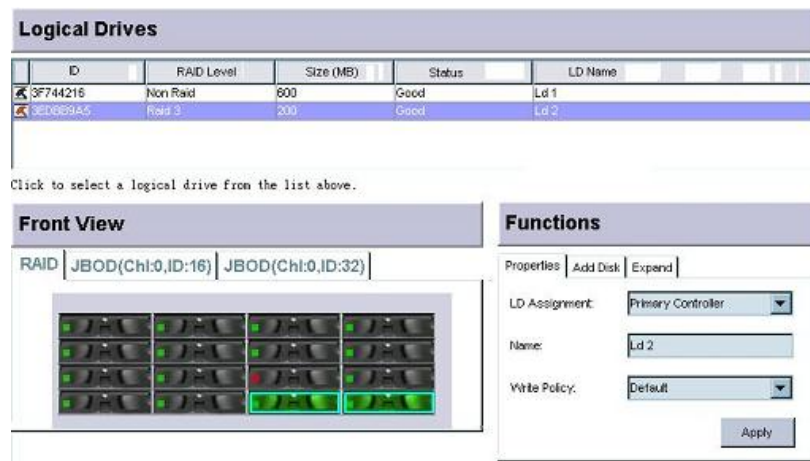 Logical Drives
ID RAID Level Size (MB) Status LD Name
3F744216 Non Raid 600 Good Ld 1
3EDBB9A5 Raid 3 200 Good Ld 2
Click to select a logical drive from the list above.
Front View
RAID JBOD(Chl:0,ID:16) JBOD(Chl:0,ID:32)
Functions
Properties Add Disk Expand
LD Assignment: Primary Controller
Name: Ld 2
Write Policy: Default
Apply